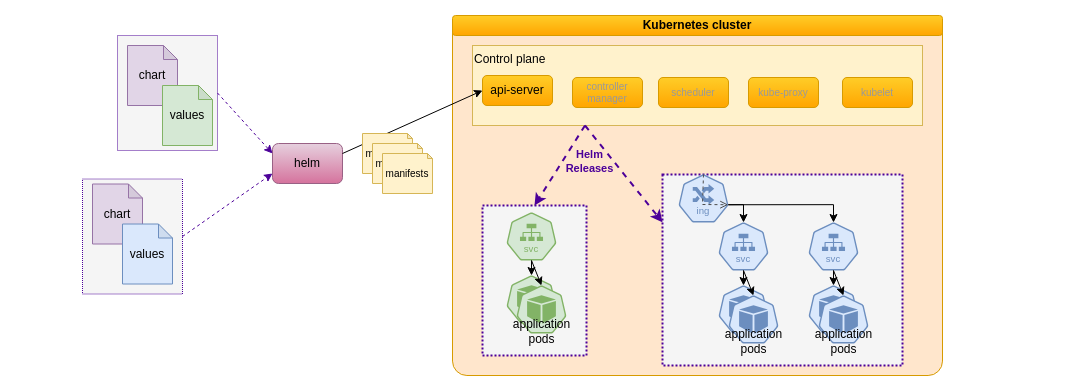 Kubernetes cluster
Control plane
api-server
controller
manager
scheduler
kube-proxy
kubelet
chart
values
helm
m
m
manifests
Helm
Releases
chart
values
ing
svc
svc
svc
application
pods
application
pods
application
pods